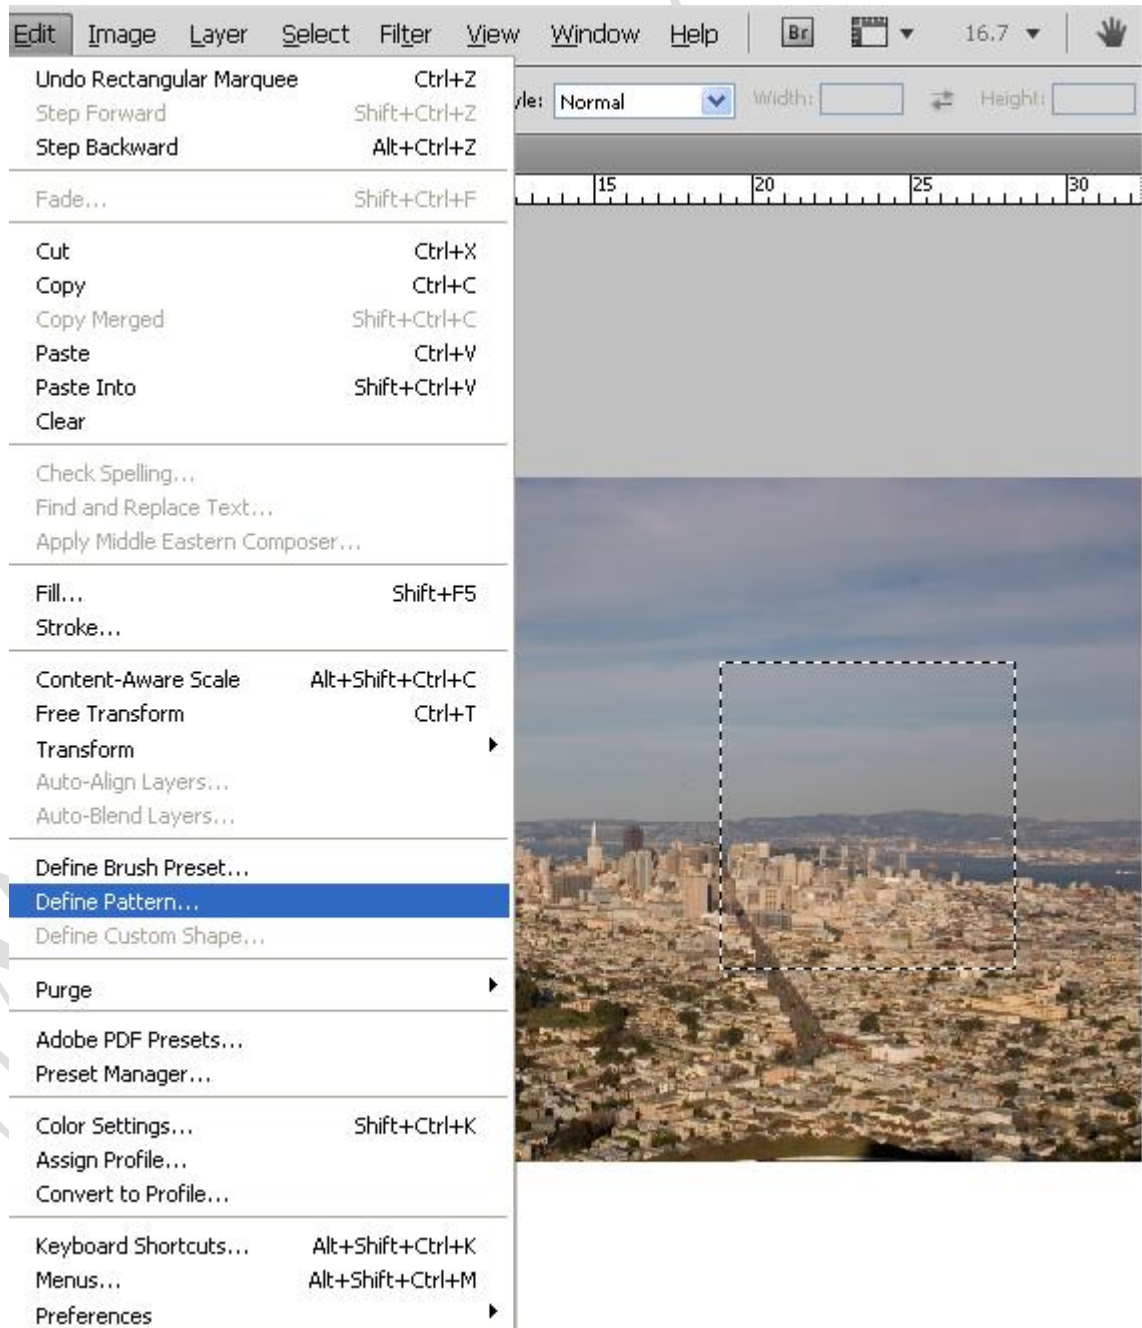 Edit Image Layer Select Filter View Window Help Br 16.7
Undo Rectangular Marquee Ctrl+Z
Step Forward Shift+Ctrl+Z
Step Backward Alt+Ctrl+Z
yle: Normal Width: Height:
15 20 25 30
Fade... Shift+Ctrl+F
Cut Ctrl+X
Copy Ctrl+C
Copy Merged Shift+Ctrl+C
Paste Ctrl+V
Paste Into Shift+Ctrl+V
Clear
Check Spelling...
Find and Replace Text...
Apply Middle Eastern Composer...
Fill... Shift+F5
Stroke...
Content-Aware Scale Alt+Shift+Ctrl+C
Free Transform Ctrl+T
Transform
Auto-Align Layers...
Auto-Blend Layers...
Define Brush Preset...
Define Pattern...
Define Custom Shape...
Purge
Adobe PDF Presets...
Preset Manager...
Color Settings... Shift+Ctrl+K
Assign Profile...
Convert to Profile...
Keyboard Shortcuts... Alt+Shift+Ctrl+K
Menus... Alt+Shift+Ctrl+M
Preferences